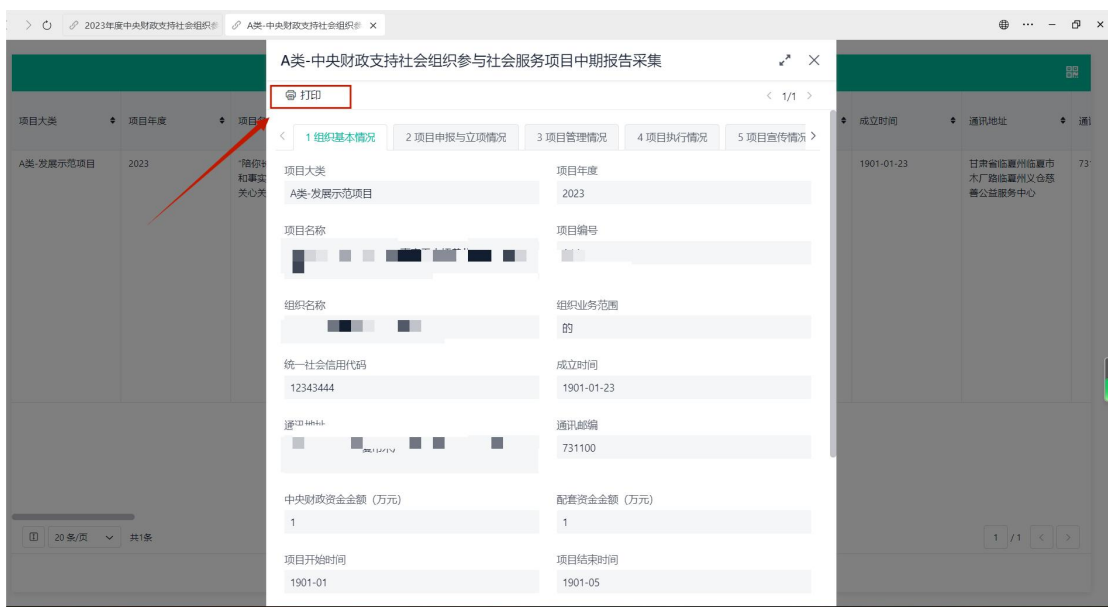 2023年度中央财政支持社会组织
A类-中央财政支持社会组织参
A类-中央财政支持社会组织参与社会服务项目中期报告采集
打印
1/1
项目大类
项目年度
成立时间
通讯地址
1 组织基本情况
2 项目申报与立项情况
3 项目管理情况
4 项目执行情况
5 项目宣传情况
A类-发展示范项目
2023
"陪你
和事实
关心关
1901-01-23
甘肃省临夏州临夏市
木厂路临夏州义仓慈
善公益服务中心
73
项目大类
项目年度
A类-发展示范项目
2023
项目名称
项目编号
组织名称
组织业务范围
的
统一社会信用代码
成立时间
12343444
1901-01-23
通讯地址
通讯邮编
731100
中央财政资金金额（万元）
配套资金金额（万元）
1
1
20 条/页
共1条
1 /1
项目开始时间
项目结束时间
1901-01
1901-05